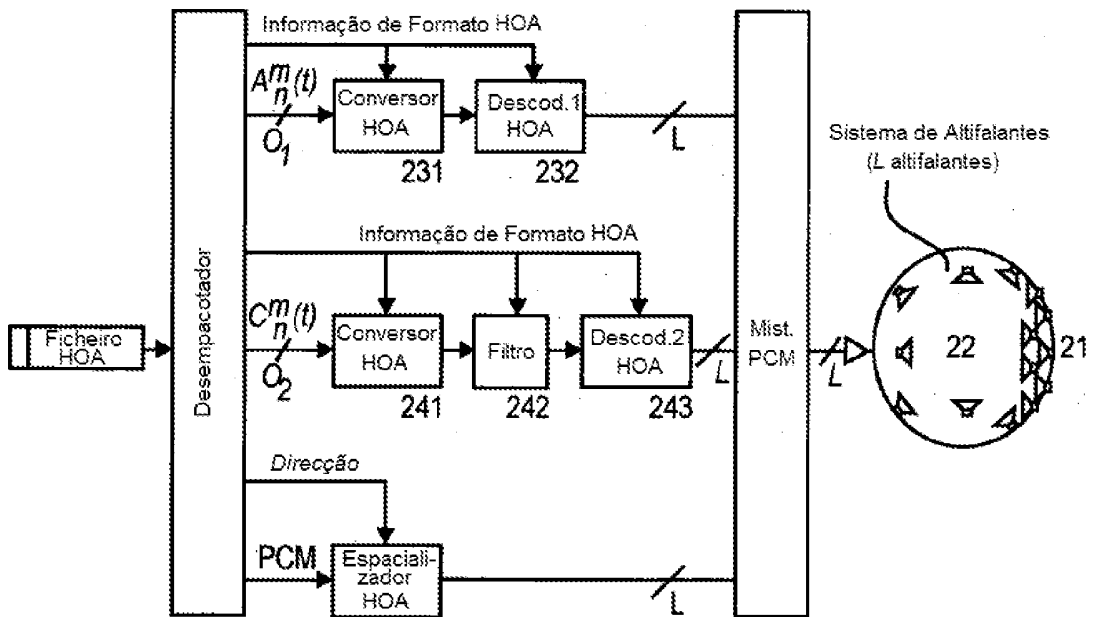 Informação de Formato HOA
A^m_n(t)
O_1
Conversor
HOA
231
Descod.1
HOA
232
L
Sistema de Altifalantes
(L altifalantes)
Informação de Formato HOA
Ficheiro
HOA
Desempacotador
C^m_n(t)
O_2
Conversor
HOA
241
Filtro
242
Descod.2
HOA
243
L
Mist.
PCM
L
22
21
Direcção
PCM
Espaciali-
zador
HOA
L